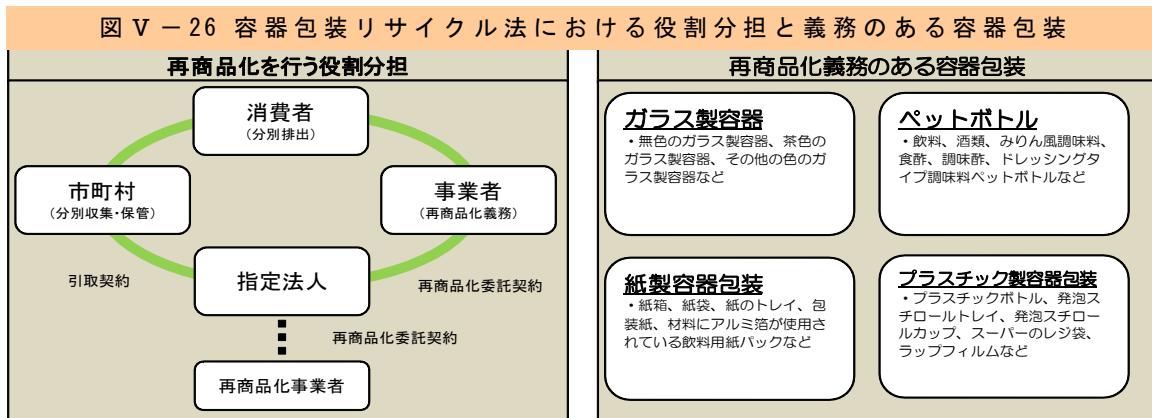 図Ⅴ－26 容器包装リサイクル法における役割分担と義務のある容器包装
再商品化を行う役割分担
消費者
（分別排出）
市町村
（分別収集・保管）
事業者
（再商品化義務）
指定法人
引取契約
再商品化委託契約
再商品化委託契約
再商品化事業者
再商品化義務のある容器包装
ガラス製容器
・無色のガラス製容器、茶色の
ガラス製容器、その他の色のガ
ラス製容器など
ペットボトル
・飲料、酒類、みりん風調味料、
食酢、調味酢、ドレッシングタ
イプ調味料ペットボトルなど
紙製容器包装
・紙箱、紙袋、紙のトレイ、包
装紙、材料にアルミ箔が使用さ
れている飲料用紙パックなど
プラスチック製容器包装
・プラスチックボトル、発泡ス
チロールトレイ、発泡スチロー
ルカップ、スーパーのレジ袋、
ラップフィルムなど